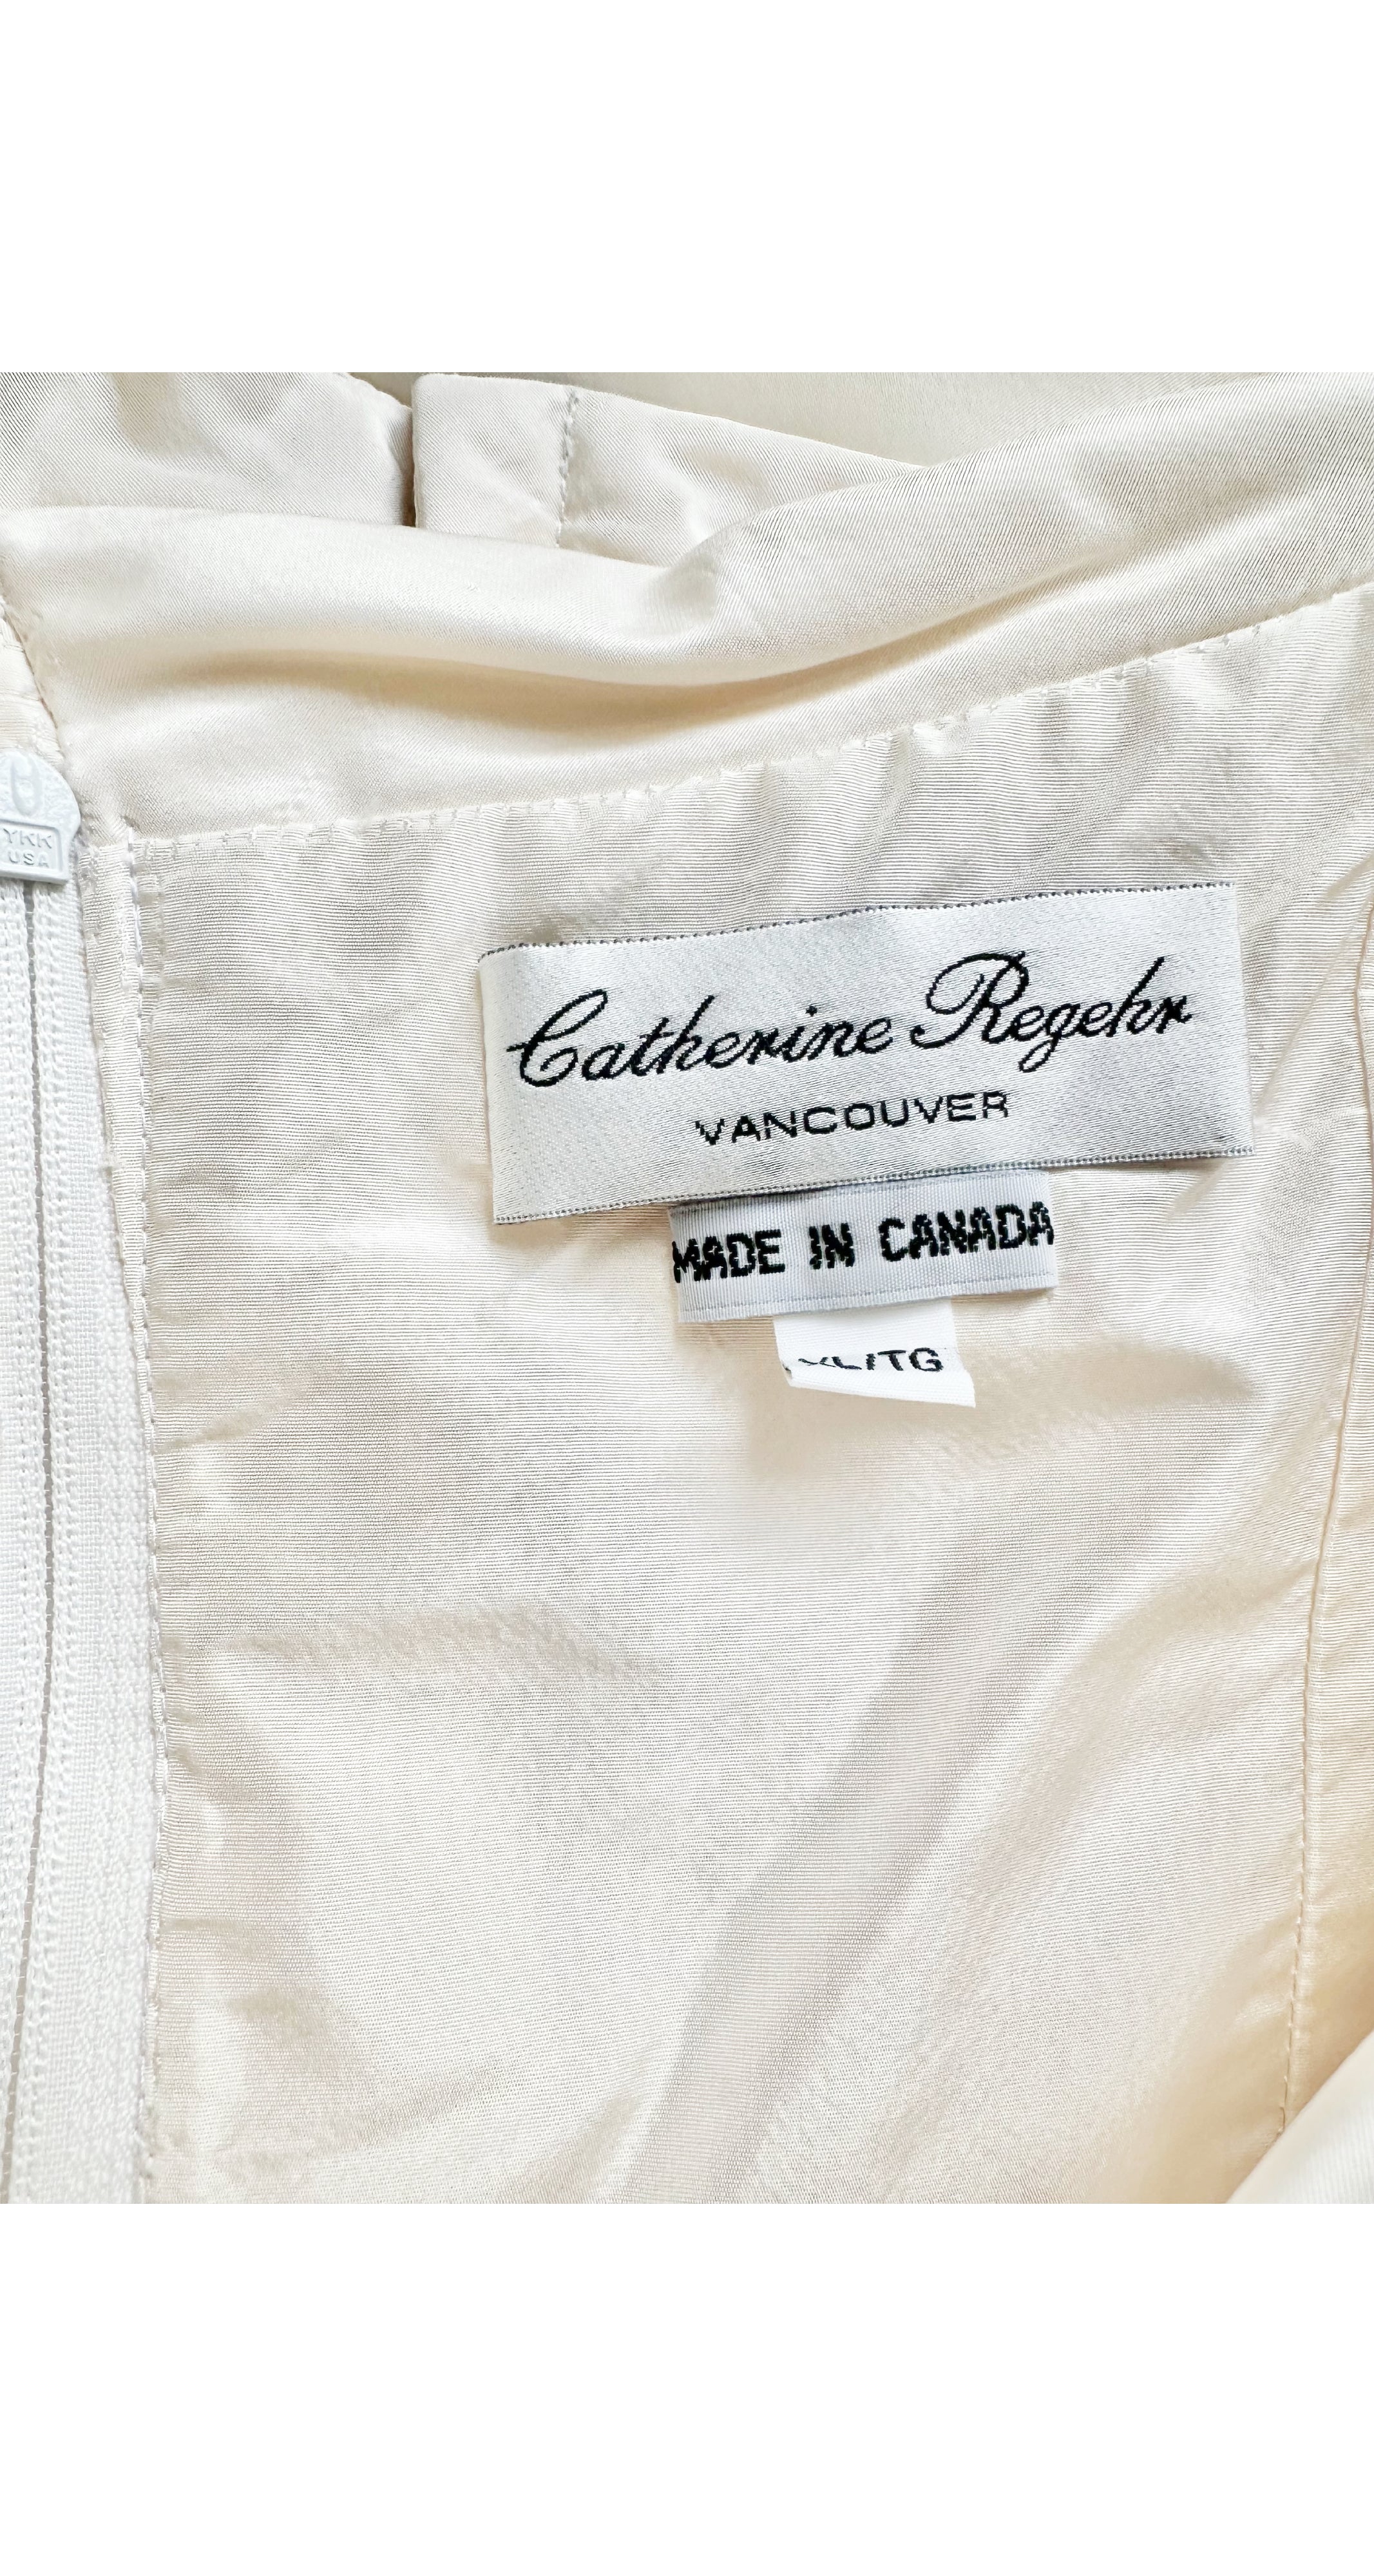 YKK
USA
Catherine Regehr
VANCOUVER
MADE IN CANADA
XL/TG